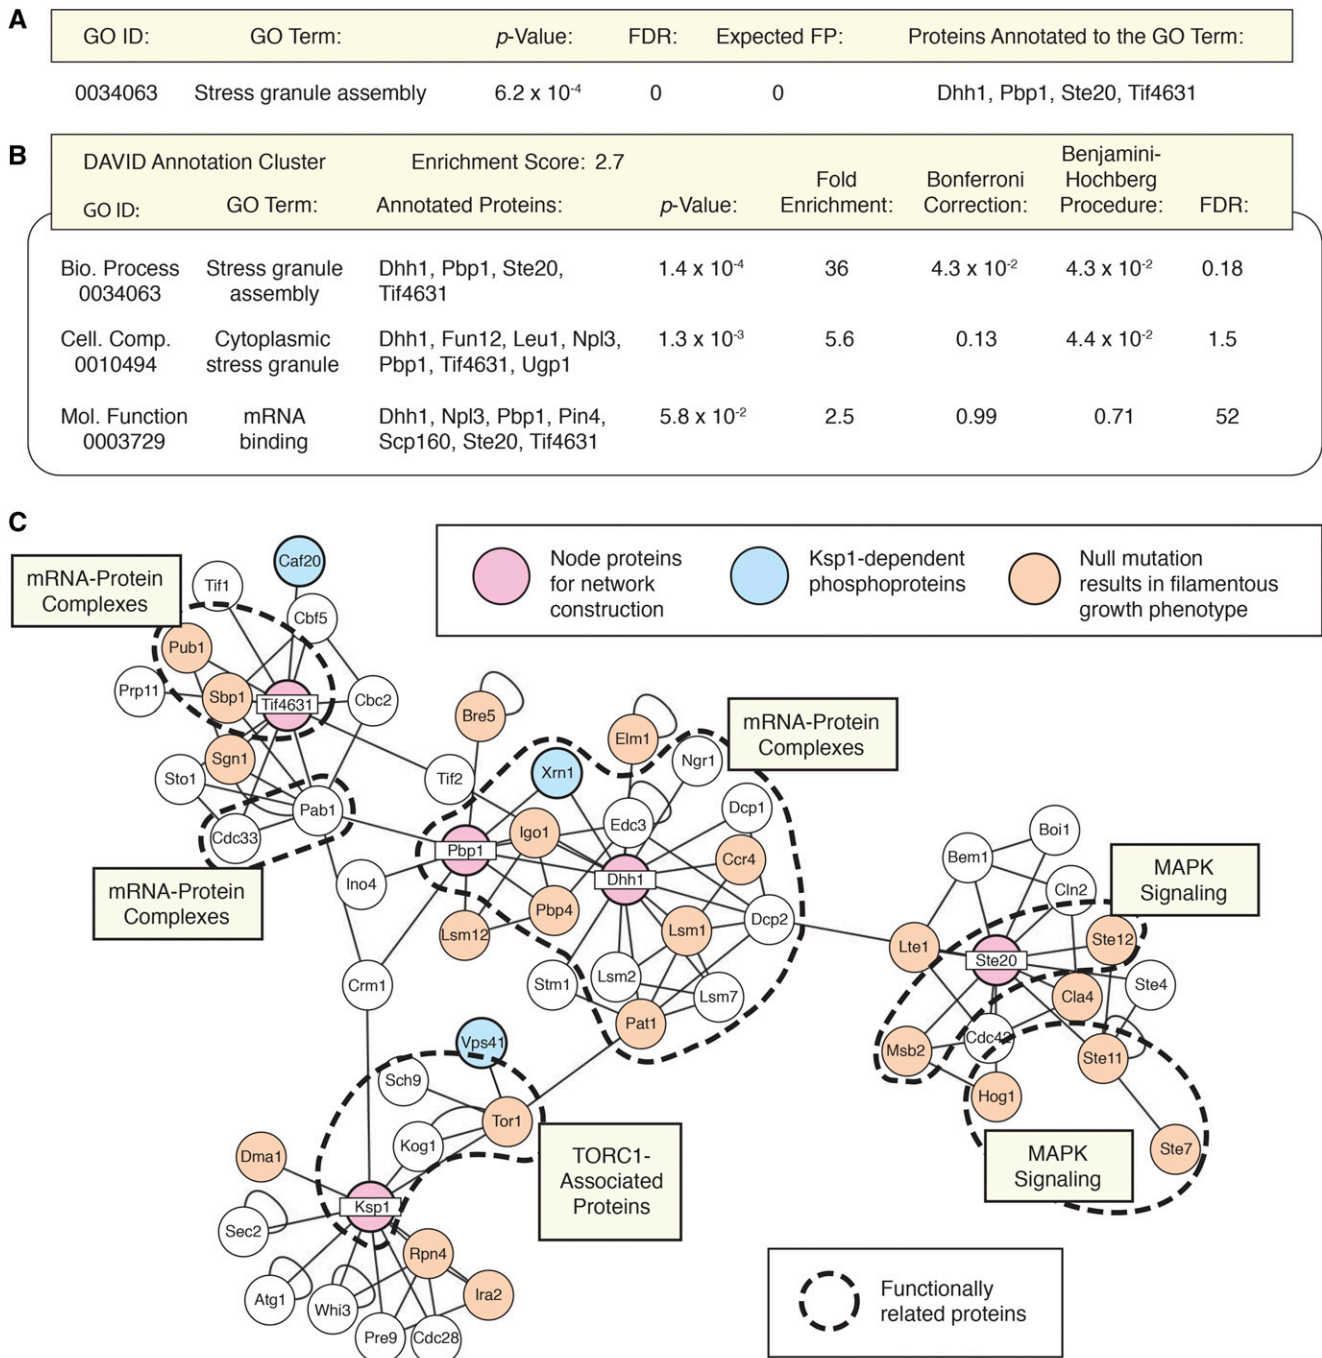 A
GO ID: GO Term: p-Value: FDR: Expected FP: Proteins Annotated to the GO Term:
0034063 Stress granule assembly 6.2 x 10⁻⁴ 0 0 Dhh1, Pbp1, Ste20, Tif4631
B
DAVID Annotation Cluster Enrichment Score: 2.7
GO ID: GO Term: Annotated Proteins: p-Value: Fold Enrichment: Bonferroni Correction: Benjamini-Hochberg Procedure: FDR:
Bio. Process Stress granule Dhh1, Pbp1, Ste20, 1.4 x 10⁻⁴ 36 4.3 x 10⁻² 4.3 x 10⁻² 0.18
0034063 assembly Tif4631
Cell. Comp. Cytoplasmic Dhh1, Fun12, Leu1, Npl3, 1.3 x 10⁻³ 5.6 0.13 4.4 x 10⁻² 1.5
0010494 stress granule Pbp1, Tif4631, Ugp1
Mol. Function mRNA Dhh1, Npl3, Pbp1, Pin4, 5.8 x 10⁻² 2.5 0.99 0.71 52
0003729 binding Scp160, Ste20, Tif4631
C
Node proteins
for network
construction
Ksp1-dependent
phosphoproteins
Null mutation
results in filamentous
growth phenotype
mRNA-Protein
Complexes
Caf20
Tif1
Cbf5
Pub1
Prp11
Sbp1
Tif4631
Cbc2
Sgn1
Sto1
Pab1
Cdc33
mRNA-Protein
Complexes
Bre5
Elm1
Ngr1
mRNA-Protein
Complexes
Tif2
Xrn1
Edc3
Dcp1
Igo1
Pbp1
Dhh1
Ccr4
Ino4
Pbp4
Lsm12
Lsm1
Dcp2
Crm1
Stm1
Lsm2
Lsm7
Pat1
Boi1
Bem1
Cln2
MAPK
Signaling
Lte1
Ste12
Ste20
Ste4
Cla4
Cdc42
Msb2
Ste11
Hog1
Ste7
MAPK
Signaling
Vps41
Sch9
Tor1
Kog1
TORC1-
Associated
Proteins
Dma1
Ksp1
Sec2
Rpn4
Atg1
Whi3
Ira2
Pre9
Cdc28
Functionally
related proteins